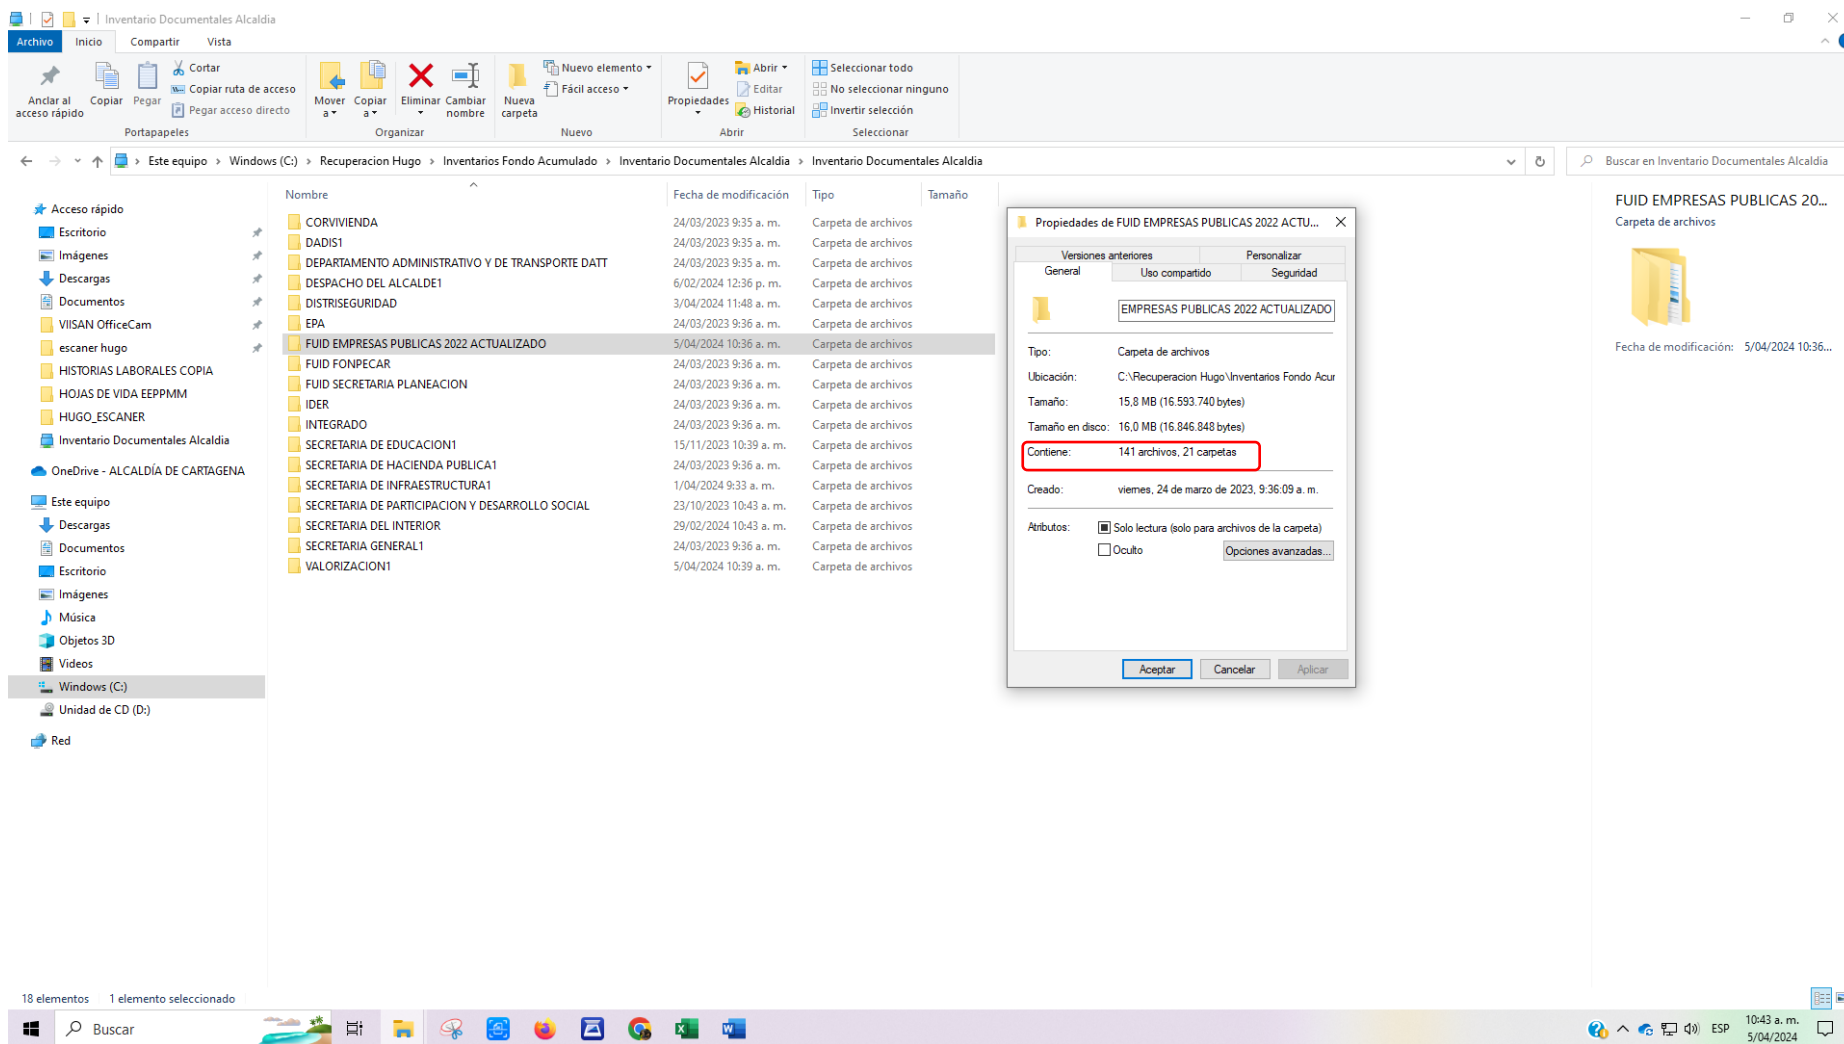 Inventario Documentales Alcaldia
Archivo Inicio Compartir Vista
Anclar al acceso rápido
Copiar
Pegar
Cortar
Copiar ruta de acceso
Pegar acceso directo
Portapapeles
Mover a
Copiar a
Eliminar
Cambiar nombre
Organizar
Nueva carpeta
Nuevo elemento
Fácil acceso
Nuevo
Propiedades
Abrir
Editar
Historial
Abrir
Seleccionar todo
No seleccionar ninguno
Invertir selección
Seleccionar
Este equipo › Windows (C:) › Recuperacion Hugo › Inventarios Fondo Acumulado › Inventario Documentales Alcaldia › Inventario Documentales Alcaldia
Buscar en Inventario Documentales Alcaldia
Acceso rápido
Escritorio
Imágenes
Descargas
Documentos
VIISAN OfficeCam
escaner hugo
HISTORIAS LABORALES COPIA
HOJAS DE VIDA EEPPMM
HUGO_ESCANER
Inventario Documentales Alcaldia
OneDrive - ALCALDÍA DE CARTAGENA
Este equipo
Descargas
Documentos
Escritorio
Imágenes
Música
Objetos 3D
Videos
Windows (C:)
Unidad de CD (D:)
Red
Nombre Fecha de modificación Tipo Tamaño
CORVIVIENDA 24/03/2023 9:35 a. m. Carpeta de archivos
DADIS1 24/03/2023 9:35 a. m. Carpeta de archivos
DEPARTAMENTO ADMINISTRATIVO Y DE TRANSPORTE DATT 24/03/2023 9:35 a. m. Carpeta de archivos
DESPACHO DEL ALCALDE1 6/02/2024 12:36 p. m. Carpeta de archivos
DISTRISEGURIDAD 3/04/2024 11:48 a. m. Carpeta de archivos
EPA 24/03/2023 9:36 a. m. Carpeta de archivos
FUID EMPRESAS PUBLICAS 2022 ACTUALIZADO 5/04/2024 10:36 a. m. Carpeta de archivos
FUID FONPECAR 24/03/2023 9:36 a. m. Carpeta de archivos
FUID SECRETARIA PLANEACION 24/03/2023 9:36 a. m. Carpeta de archivos
IDER 24/03/2023 9:36 a. m. Carpeta de archivos
INTEGRADO 24/03/2023 9:36 a. m. Carpeta de archivos
SECRETARIA DE EDUCACION1 15/11/2023 10:39 a. m. Carpeta de archivos
SECRETARIA DE HACIENDA PUBLICA1 24/03/2023 9:36 a. m. Carpeta de archivos
SECRETARIA DE INFRAESTRUCTURA1 1/04/2024 9:33 a. m. Carpeta de archivos
SECRETARIA DE PARTICIPACION Y DESARROLLO SOCIAL 23/10/2023 10:43 a. m. Carpeta de archivos
SECRETARIA DEL INTERIOR 29/02/2024 10:43 a. m. Carpeta de archivos
SECRETARIA GENERAL1 24/03/2023 9:36 a. m. Carpeta de archivos
VALORIZACION1 5/04/2024 10:39 a. m. Carpeta de archivos
Propiedades de FUID EMPRESAS PUBLICAS 2022 ACTU...
Versiones anteriores Personalizar
General Uso compartido Seguridad
EMPRESAS PUBLICAS 2022 ACTUALIZADO
Tipo: Carpeta de archivos
Ubicación: C:\Recuperacion Hugo\Inventarios Fondo Acur
Tamaño: 15,8 MB (16.593.740 bytes)
Tamaño en disco: 16,0 MB (16.846.848 bytes)
Contiene: 141 archivos, 21 carpetas
Creado: viernes, 24 de marzo de 2023, 9:36:09 a. m.
Atributos: Solo lectura (solo para archivos de la carpeta)
Oculto Opciones avanzadas...
Aceptar Cancelar Aplicar
FUID EMPRESAS PUBLICAS 20...
Carpeta de archivos
Fecha de modificación: 5/04/2024 10:36...
18 elementos 1 elemento seleccionado
Buscar
ESP
10:43 a. m.
5/04/2024